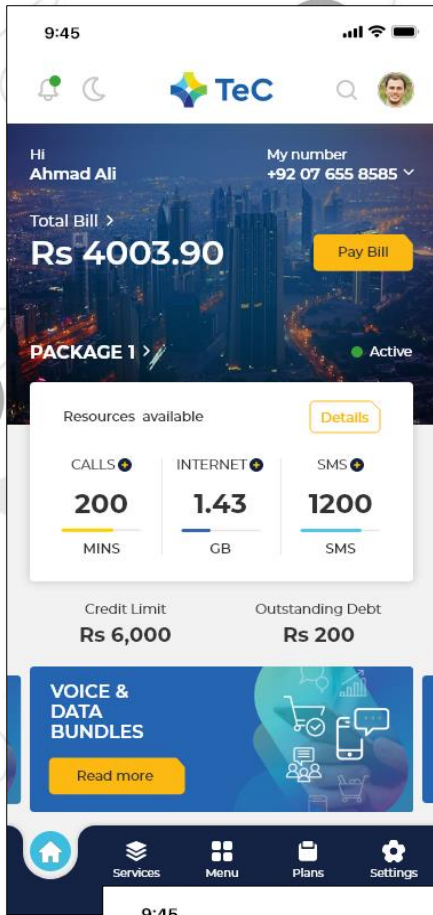 9:45
TeC
Hi
Ahmad Ali
My number
+92 07 655 8585
Total Bill >
Rs 4003.90
Pay Bill
PACKAGE 1 >
Active
Resources available
Details
CALLS
INTERNET
SMS
200
1.43
1200
MINS
GB
SMS
Credit Limit
Outstanding Debt
Rs 6,000
Rs 200
VOICE &
DATA
BUNDLES
Read more
Services
Menu
Plans
Settings
9:45